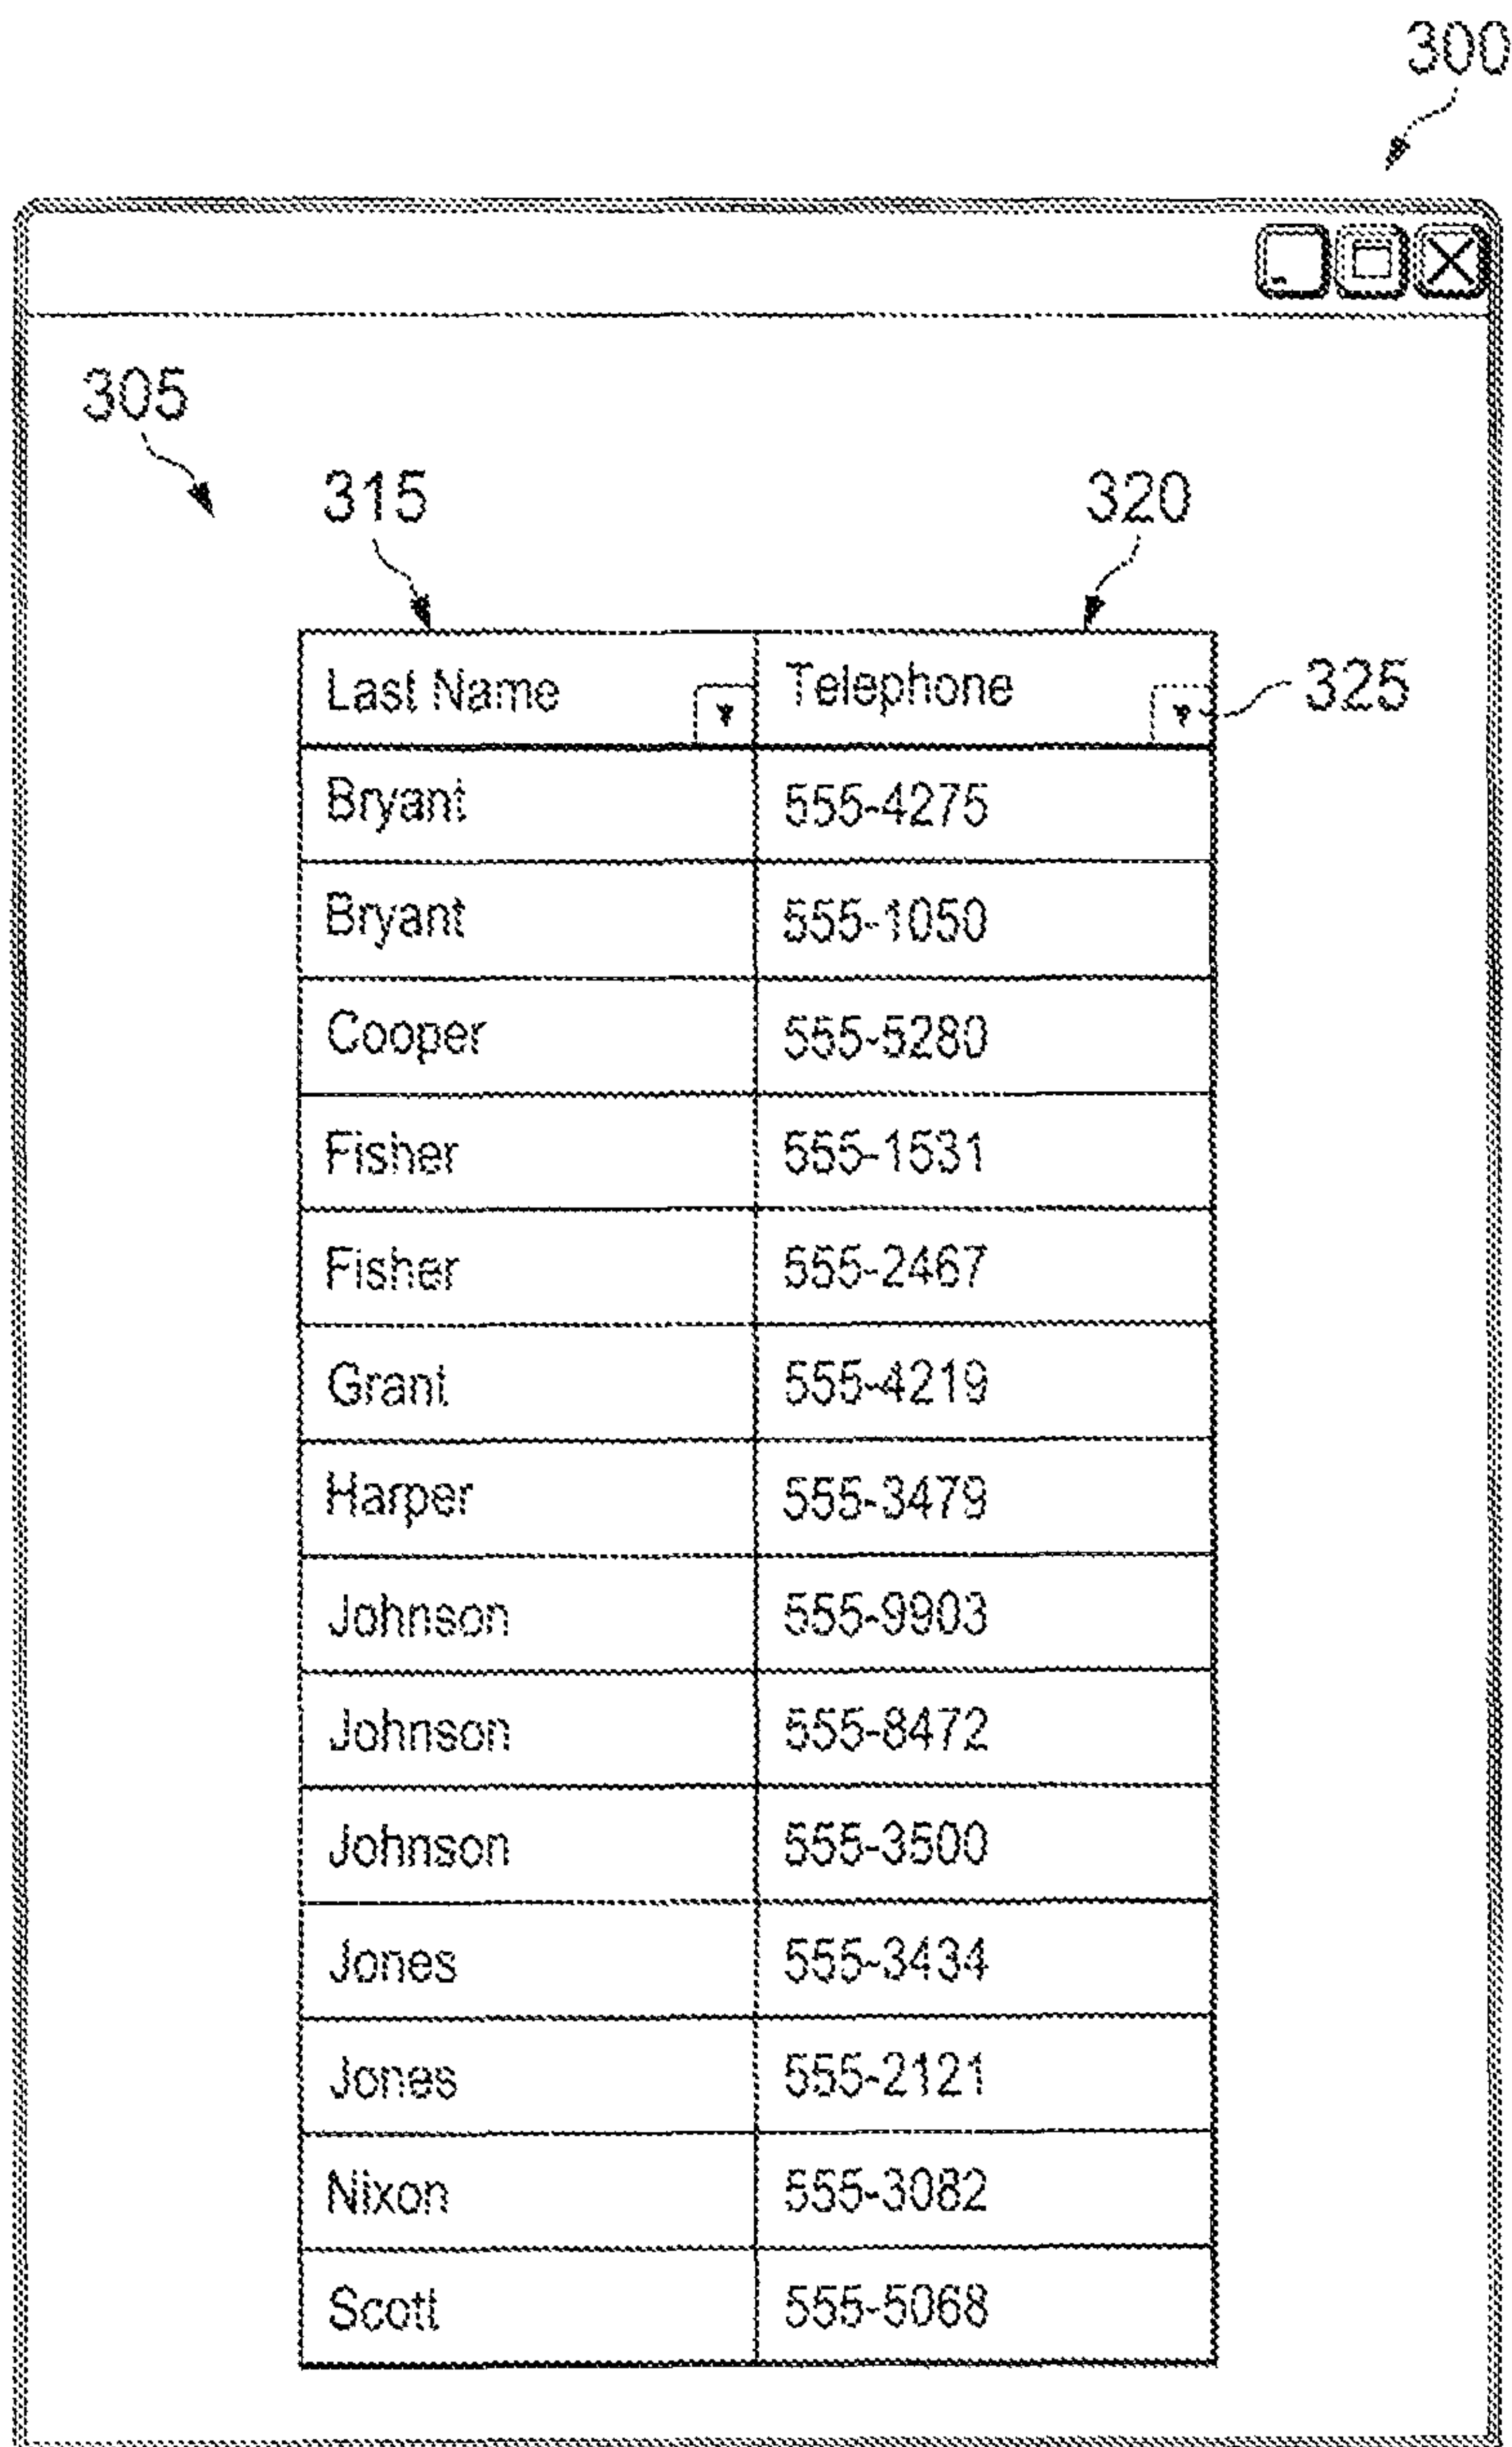 300
305
315 320
Last Name Telephone 325
Bryant 555-4275
Bryant 555-1050
Cooper 555-5280
Fisher 555-1531
Fisher 555-2467
Grant 555-4219
Harper 555-3479
Johnson 555-9903
Johnson 555-8472
Johnson 555-3500
Jones 555-3434
Jones 555-2121
Nixon 555-3082
Scott 555-5068